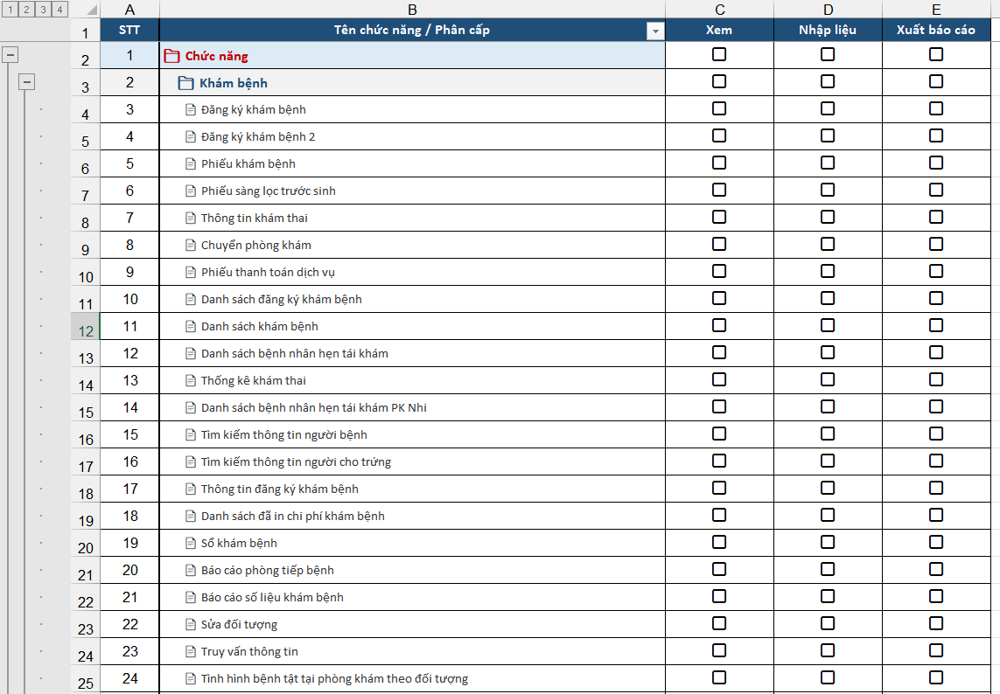 1 2 3 4
A B C D E
1 STT Tên chức năng / Phân cấp Xem Nhập liệu Xuất báo cáo
2 1 Chức năng
3 2 Khám bệnh
4 3 Đăng ký khám bệnh
5 4 Đăng ký khám bệnh 2
6 5 Phiếu khám bệnh
7 6 Phiếu sàng lọc trước sinh
8 7 Thông tin khám thai
9 8 Chuyển phòng khám
10 9 Phiếu thanh toán dịch vụ
11 10 Danh sách đăng ký khám bệnh
12 11 Danh sách khám bệnh
13 12 Danh sách bệnh nhân hẹn tái khám
14 13 Thống kê khám thai
15 14 Danh sách bệnh nhân hẹn tái khám PK Nhi
16 15 Tìm kiếm thông tin người bệnh
17 16 Tìm kiếm thông tin người cho trứng
18 17 Thông tin đăng ký khám bệnh
19 18 Danh sách đã in chi phí khám bệnh
20 19 Sổ khám bệnh
21 20 Báo cáo phòng tiếp bệnh
22 21 Báo cáo số liệu khám bệnh
23 22 Sửa đối tượng
24 23 Truy vấn thông tin
25 24 Tình hình bệnh tật tại phòng khám theo đối tượng